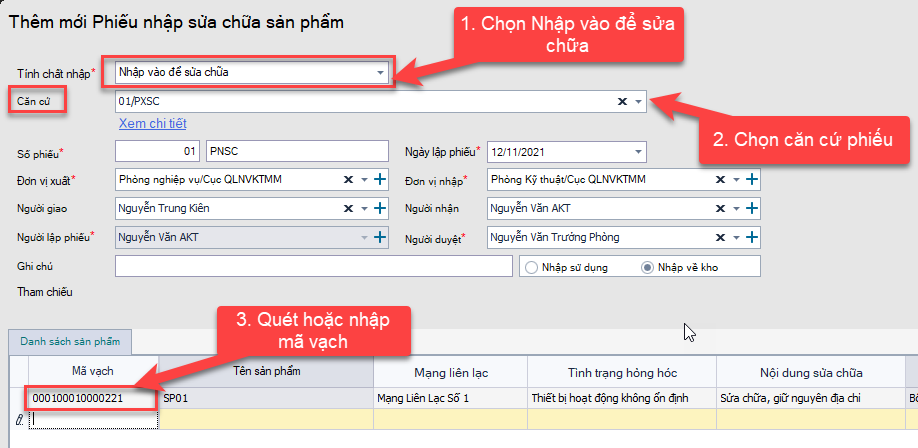 Thêm mới Phiếu nhập sửa chữa sản phẩm
1. Chọn Nhập vào để sửa
chữa
Tính chất nhập*
Nhập vào để sửa chữa
Căn cứ
01/PXSC
Xem chi tiết
2. Chọn căn cứ phiếu
Số phiếu*
01
PNSC
Ngày lập phiếu*
12/11/2021
Đơn vị xuất*
Phòng nghiệp vụ/Cục QLNVKTMM
Đơn vị nhập*
Phòng Kỹ thuật/Cục QLNVKTMM
Người giao
Nguyễn Trung Kiên
Người nhận
Nguyễn Văn AKT
Người lập phiếu*
Nguyễn Văn AKT
Người duyệt*
Nguyễn Văn Trưởng Phòng
Ghi chú
Nhập sử dụng
Nhập về kho
Tham chiếu
3. Quét hoặc nhập
mã vạch
Danh sách sản phẩm
Mã vạch
Tên sản phẩm
Mạng liên lạc
Tình trạng hỏng hóc
Nội dung sửa chữa
000100010000221
SP01
Mạng Liên Lạc Số 1
Thiết bị hoạt động không ổn định
Sửa chữa, giữ nguyên địa chỉ